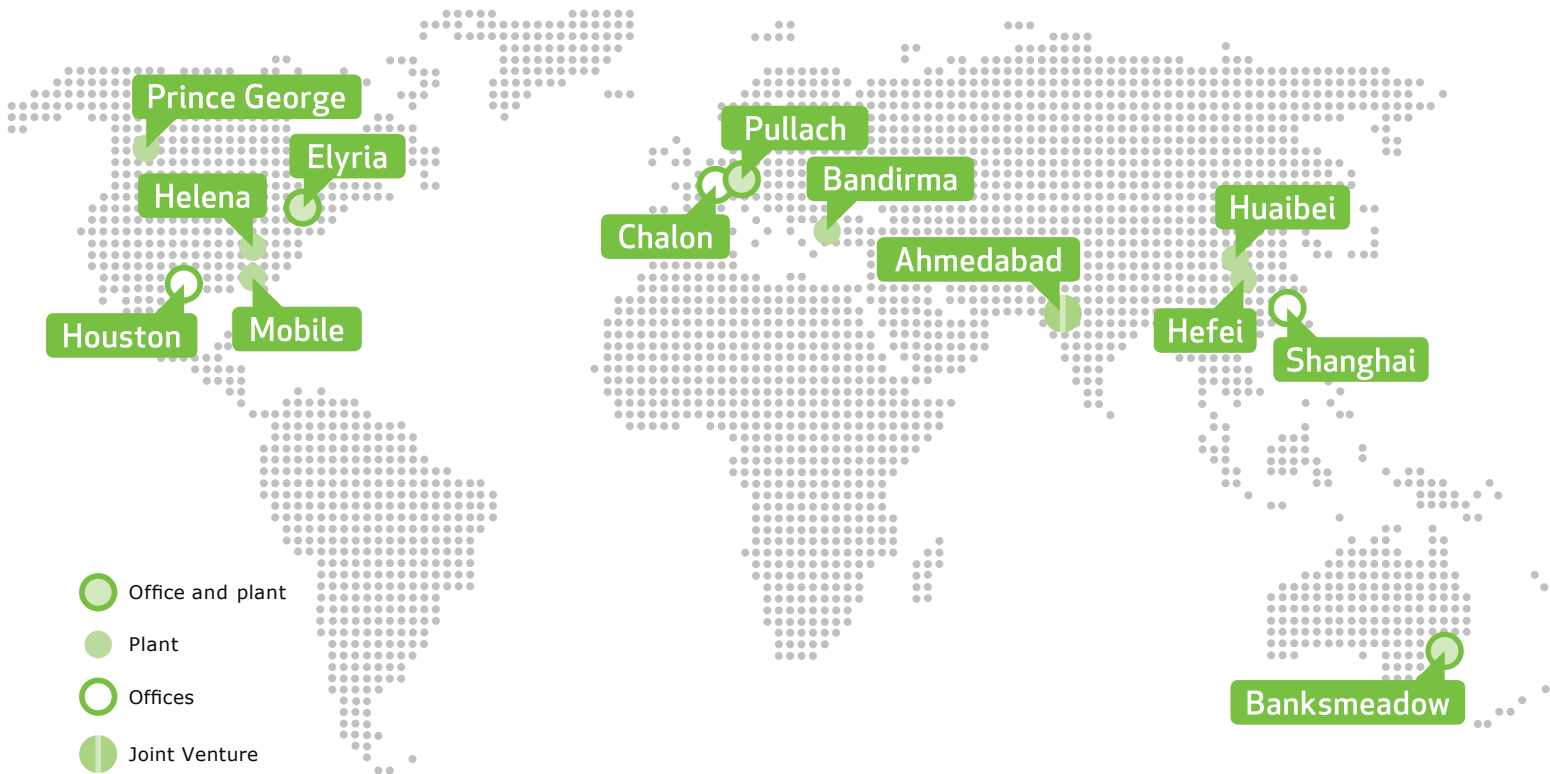 Prince George
Pullach
Elyria
Bandirma
Helena
Huaibei
Chalon
Ahmedabad
Houston
Mobile
Hefei
Shanghai
Office and plant
Plant
Offices
Banksmeadow
Joint Venture